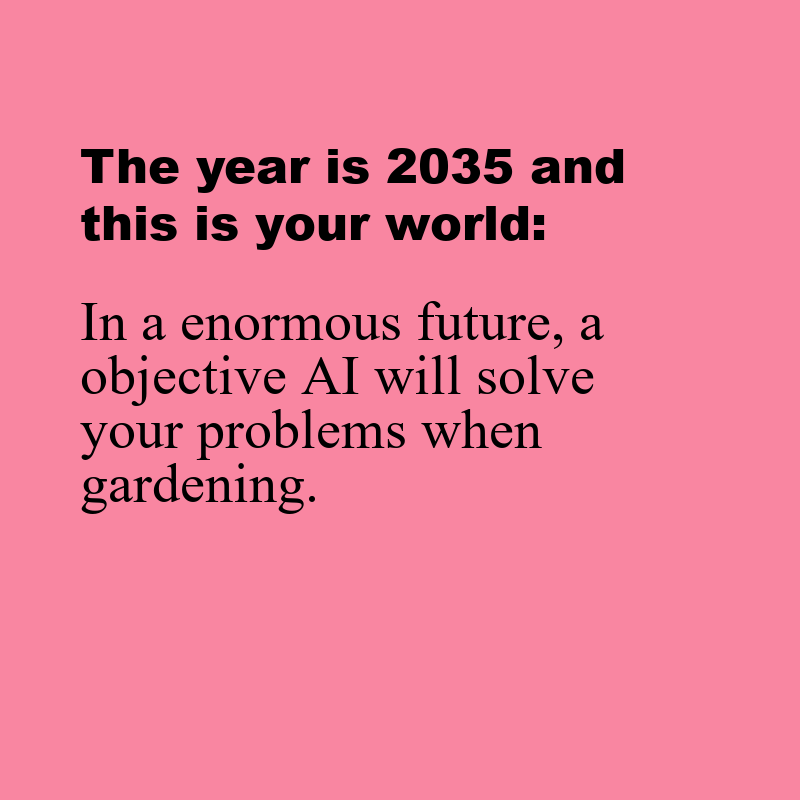 The year is 2035 and
this is your world:
In a enormous future, a
objective AI will solve
your problems when
gardening.